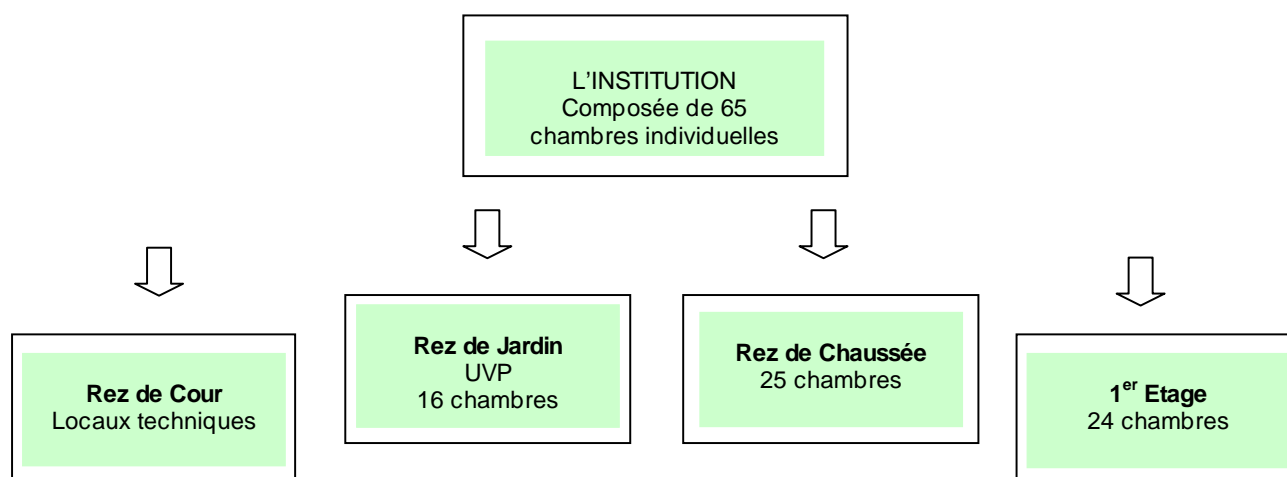 L'INSTITUTION
Composée de 65
chambres individuelles
Rez de Cour
Locaux techniques
Rez de Jardin
UVP
16 chambres
Rez de Chaussée
25 chambres
1er Etage
24 chambres